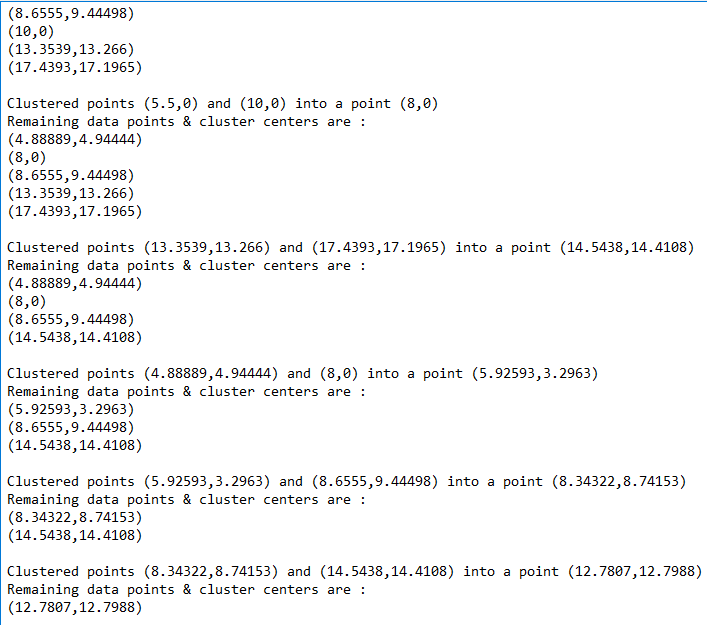 (8.6555,9.44498)
(10,0)
(13.3539,13.266)
(17.4393,17.1965)

Clustered points (5.5,0) and (10,0) into a point (8,0)
Remaining data points & cluster centers are :
(4.88889,4.94444)
(8,0)
(8.6555,9.44498)
(13.3539,13.266)
(17.4393,17.1965)

Clustered points (13.3539,13.266) and (17.4393,17.1965) into a point (14.5438,14.4108)
Remaining data points & cluster centers are :
(4.88889,4.94444)
(8,0)
(8.6555,9.44498)
(14.5438,14.4108)

Clustered points (4.88889,4.94444) and (8,0) into a point (5.92593,3.2963)
Remaining data points & cluster centers are :
(5.92593,3.2963)
(8.6555,9.44498)
(14.5438,14.4108)

Clustered points (5.92593,3.2963) and (8.6555,9.44498) into a point (8.34322,8.74153)
Remaining data points & cluster centers are :
(8.34322,8.74153)
(14.5438,14.4108)

Clustered points (8.34322,8.74153) and (14.5438,14.4108) into a point (12.7807,12.7988)
Remaining data points & cluster centers are :
(12.7807,12.7988)